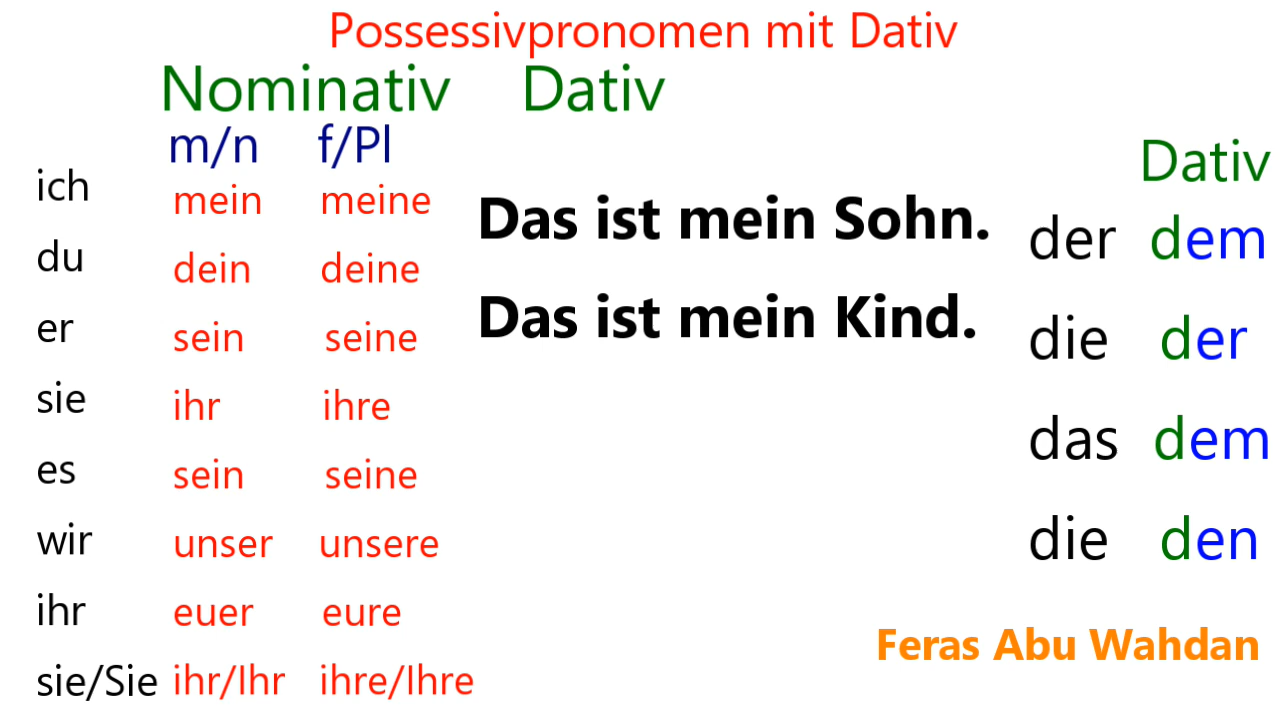 Possessivpronomen mit Dativ
Nominativ Dativ
m/n f/Pl
Dativ
ich mein meine
Das ist mein Sohn.
der dem
du dein deine
Das ist mein Kind.
er sein seine
die der
sie ihr ihre
das dem
es sein seine
wir unser unsere
die den
ihr euer eure
Feras Abu Wahdan
sie/Sie ihr/Ihr ihre/Ihre